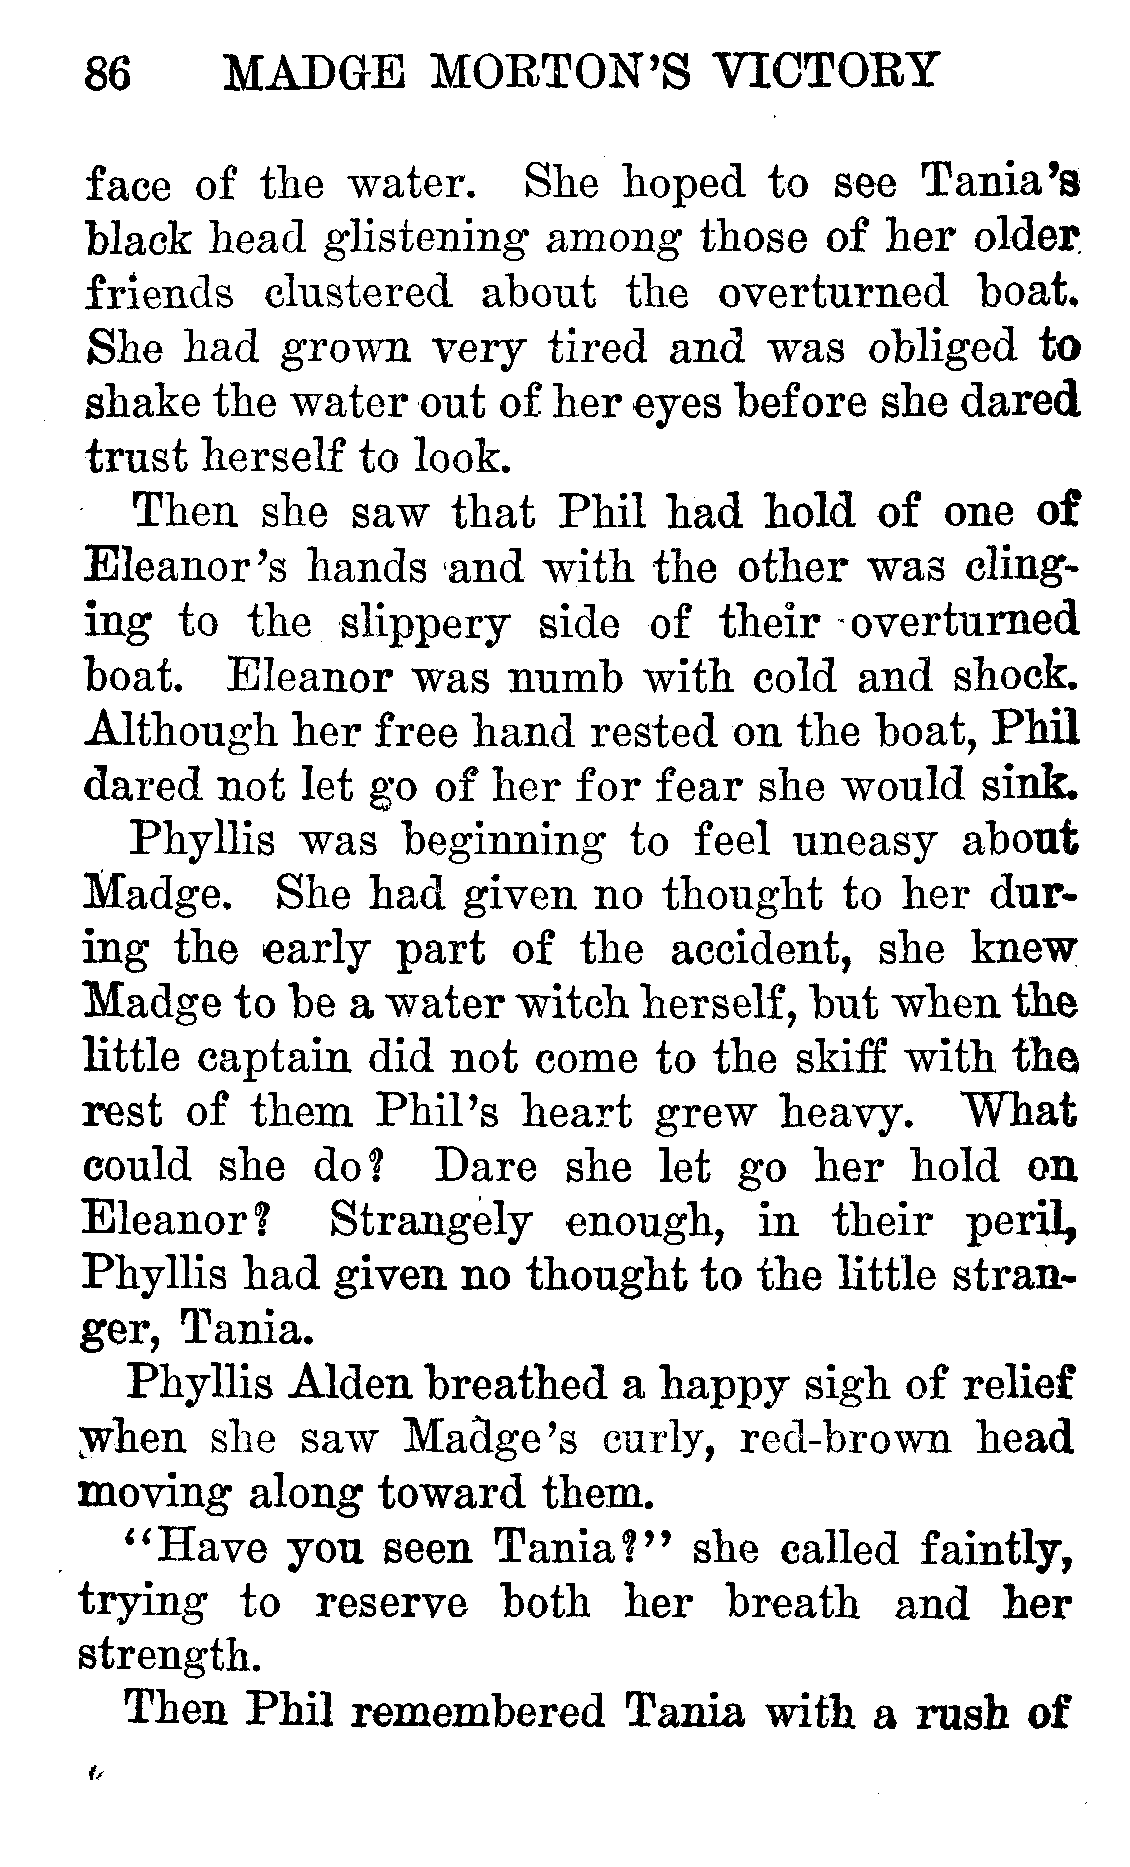 86 MADGE MORTON'S VICTORY
face of the water. She hoped to see Tania's
black head glistening among those of her older
friends clustered about the overturned boat.
She had grown very tired and was obliged to
shake the water out of her eyes before she dared
trust herself to look.
Then she saw that Phil had hold of one of
Eleanor's hands and with the other was cling-
ing to the slippery side of their overturned
boat. Eleanor was numb with cold and shock.
Although her free hand rested on the boat, Phil
dared not let go of her for fear she would sink.
Phyllis was beginning to feel uneasy about
Madge. She had given no thought to her dur-
ing the early part of the accident, she knew
Madge to be a water witch herself, but when the
little captain did not come to the skiff with the
rest of them Phil's heart grew heavy. What
could she do? Dare she let go her hold on
Eleanor? Strangely enough, in their peril,
Phyllis had given no thought to the little stran-
ger, Tania.
Phyllis Alden breathed a happy sigh of relief
when she saw Madge's curly, red-brown head
moving along toward them.
"Have you seen Tania?" she called faintly,
trying to reserve both her breath and her
strength.
Then Phil remembered Tania with a rush of